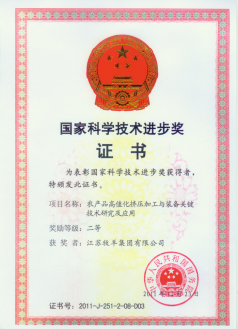 国家科学技术进步奖
证书
为表彰国家科学技术进步奖获得者，
特颁发此证书。
项目名称：农产品高值化挤压加工与装备关键
技术研究及应用
奖励等级：二等
获奖者：江苏牧羊集团有限公司
证书号：2011-J-251-2-08-D03